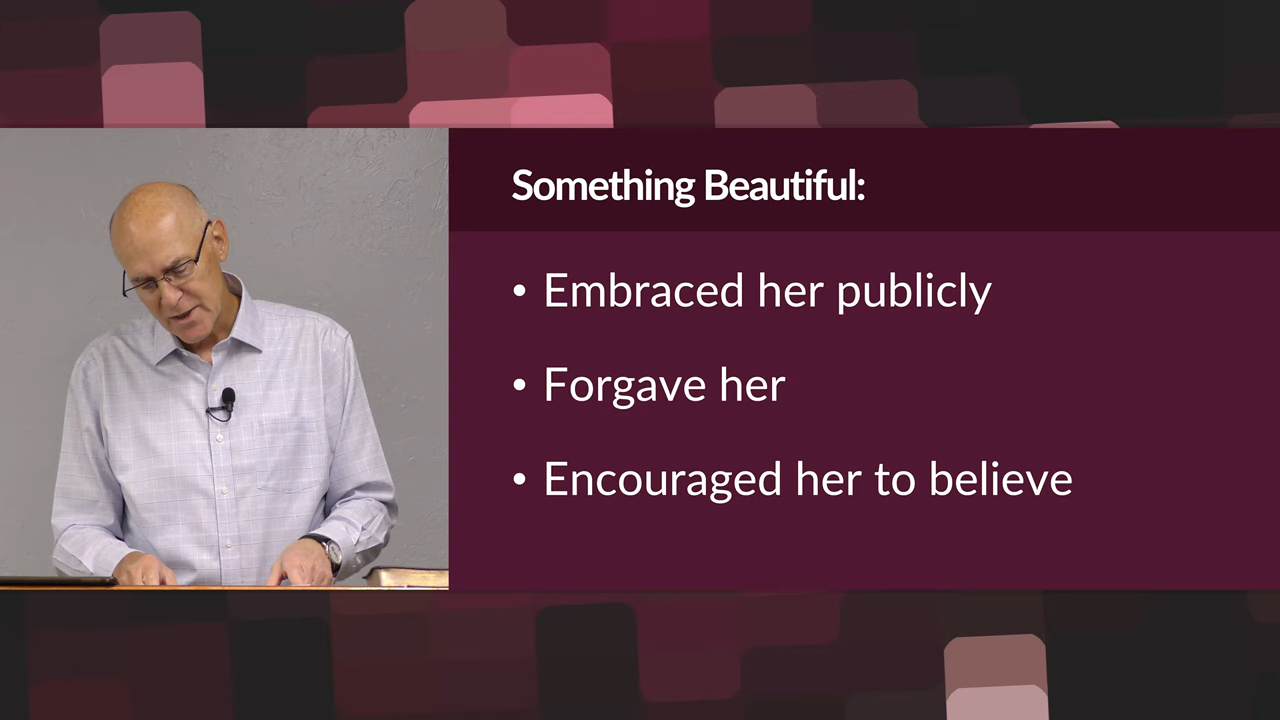 Something Beautiful:
• Embraced her publicly
• Forgave her
• Encouraged her to believe